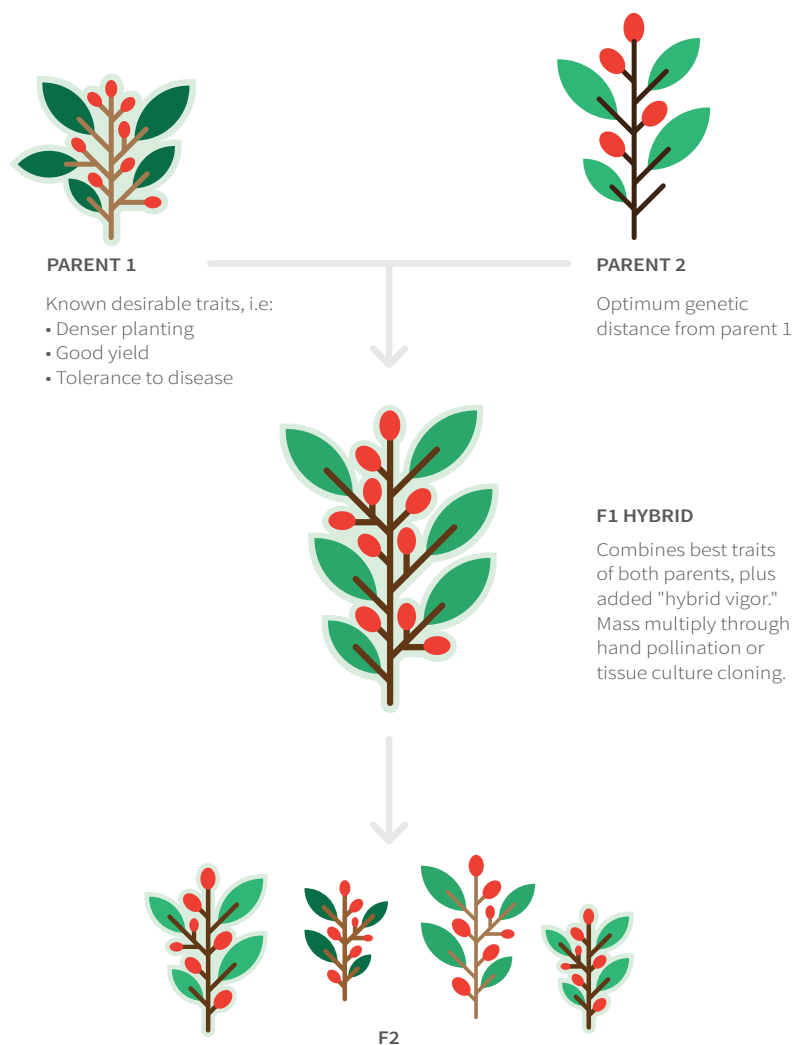 PARENT 1
Known desirable traits, i.e:
• Denser planting
• Good yield
• Tolerance to disease
PARENT 2
Optimum genetic
distance from parent 1
F1 HYBRID
Combines best traits
of both parents, plus
added "hybrid vigor."
Mass multiply through
hand pollination or
tissue culture cloning.
F2